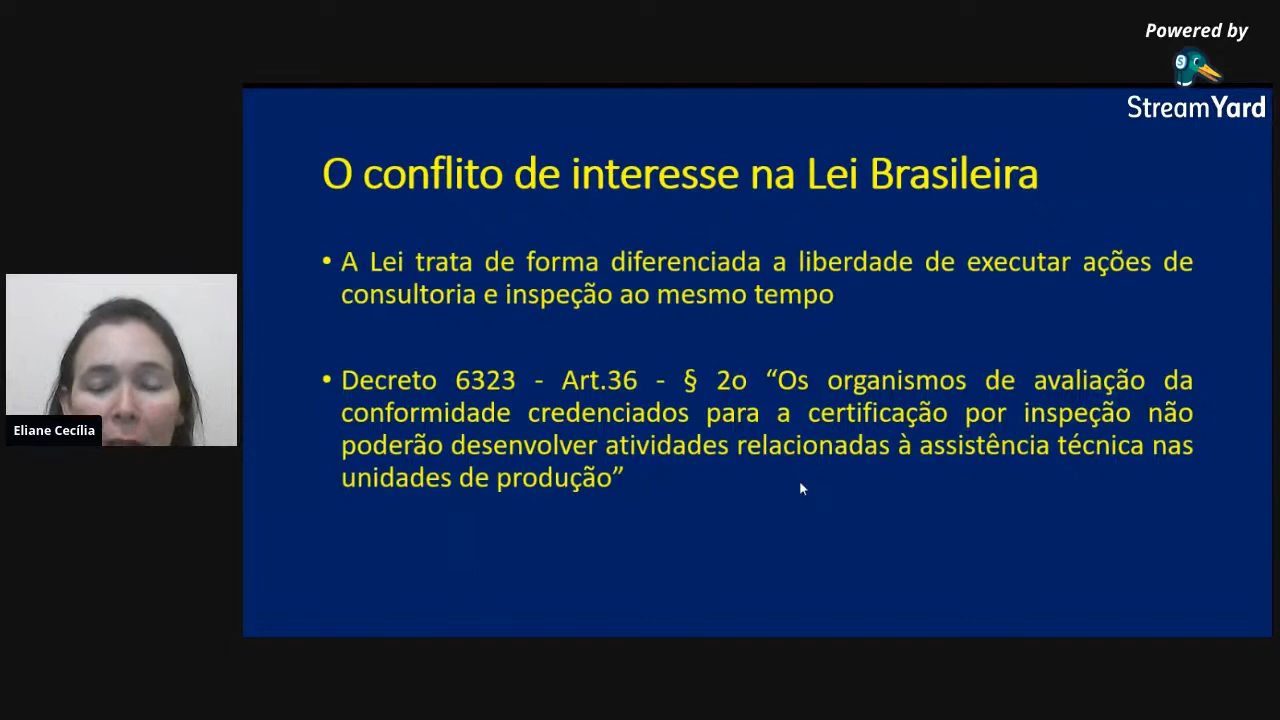 Powered by
StreamYard
O conflito de interesse na Lei Brasileira
• A Lei trata de forma diferenciada a liberdade de executar ações de
consultoria e inspeção ao mesmo tempo
• Decreto 6323 - Art.36 - § 2o “Os organismos de avaliação da
conformidade credenciados para a certificação por inspeção não
poderão desenvolver atividades relacionadas à assistência técnica nas
unidades de produção”
Eliane Cecília